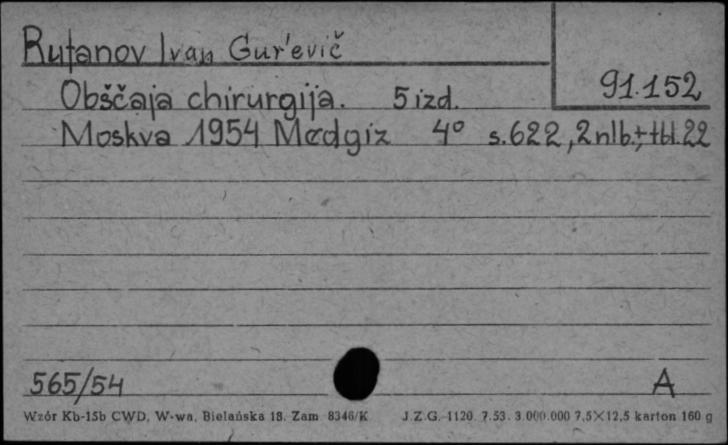 Rufanov Ivan Gur'evič
91.152
Obščaja chirurgija. 5 izd.
Moskva 1954 Medgiz 4° s.622, 2nlb.; + tbl.22
565/54 A
Wzór Kb-15b CWD, W-wa, Bielańska 18. Zam 8346/K J.Z.G. 1120 7.53. 3.000.000 7,5×12,5 karton 160 g